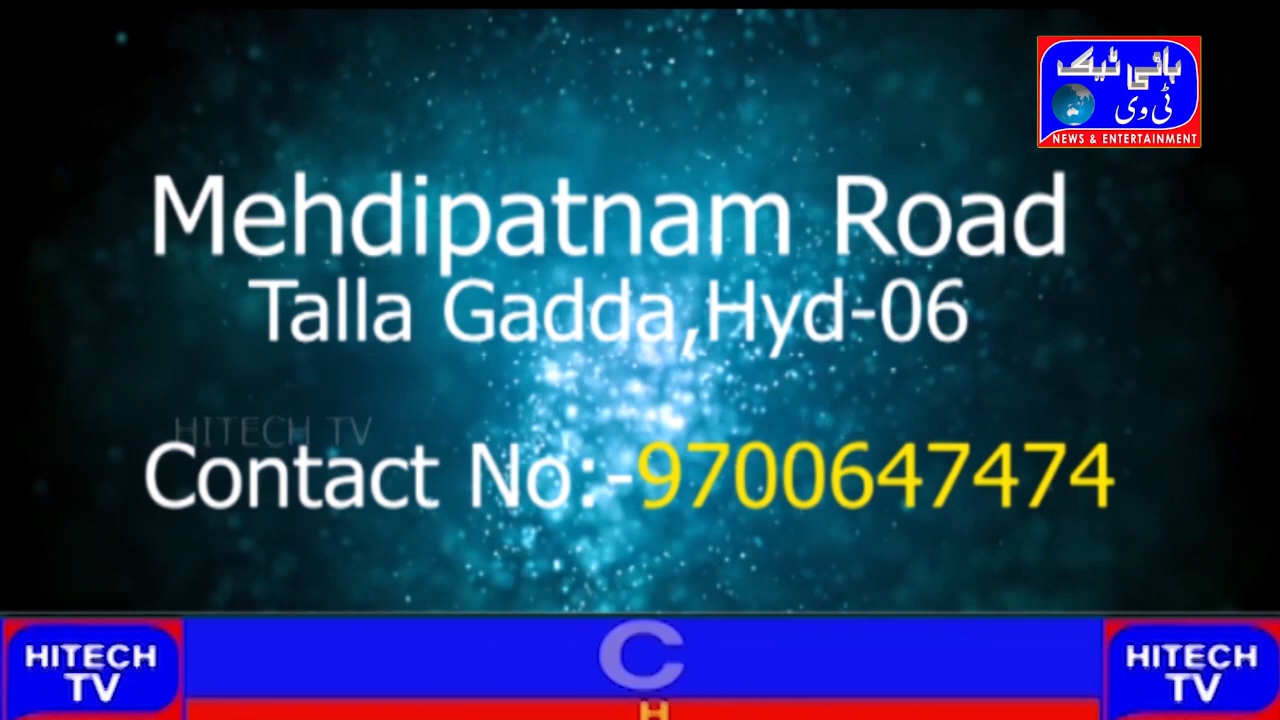 ہائی ٹیک
ٹی وی
NEWS & ENTERTAINMENT
Mehdipatnam Road
Talla Gadda,Hyd-06
HITECH TV
Contact No:-9700647474
HITECH
TV
C
H
HITECH
TV